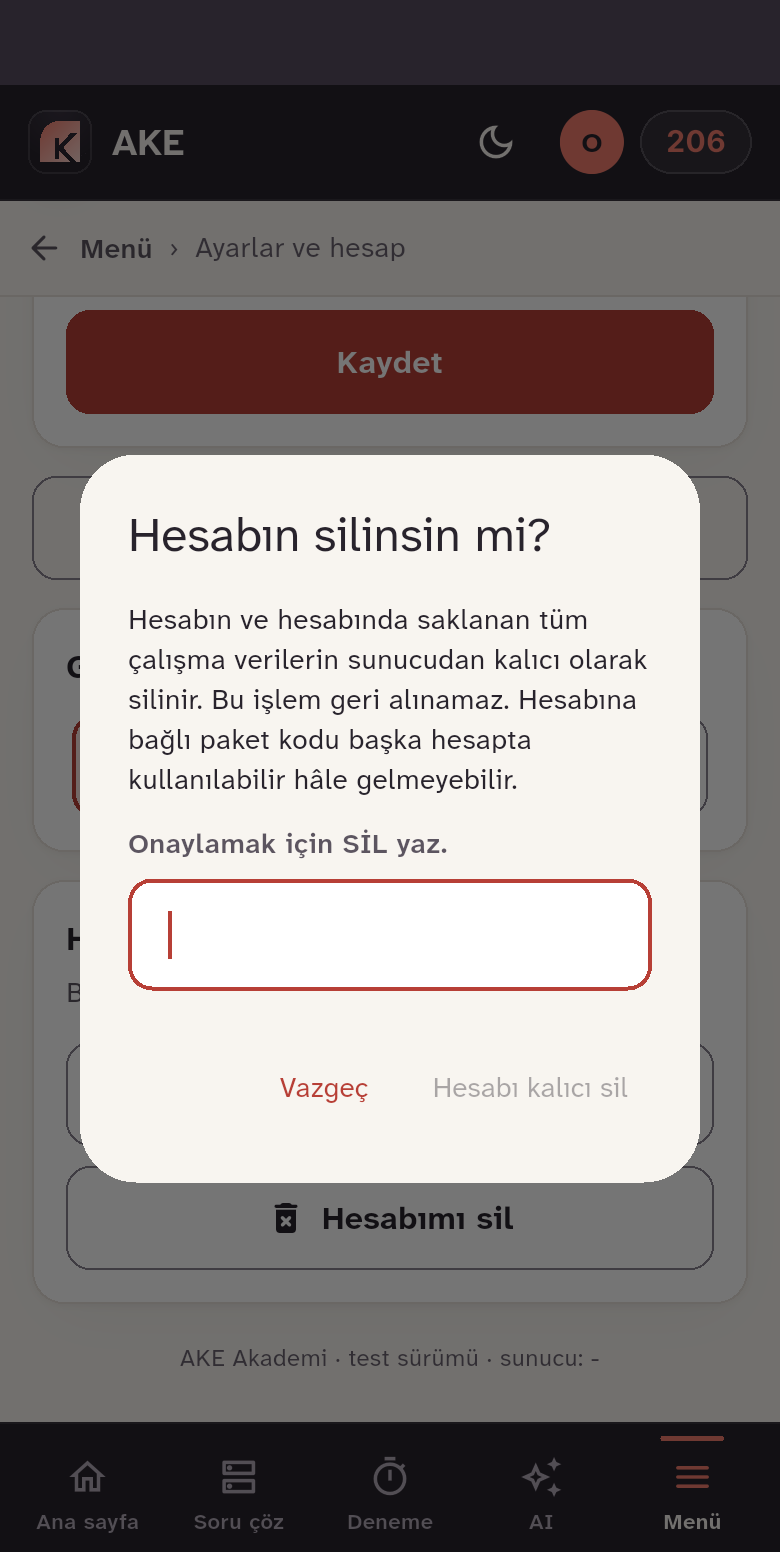 AKE
O
206
Menü › Ayarlar ve hesap
Kaydet
Hesabın silinsin mi?
Hesabın ve hesabında saklanan tüm
çalışma verilerin sunucudan kalıcı olarak
silinir. Bu işlem geri alınamaz. Hesabına
bağlı paket kodu başka hesapta
kullanılabilir hâle gelmeyebilir.
Onaylamak için SİL yaz.
Vazgeç
Hesabı kalıcı sil
Hesabımı sil
AKE Akademi · test sürümü · sunucu: -
Ana sayfa
Soru çöz
Deneme
AI
Menü